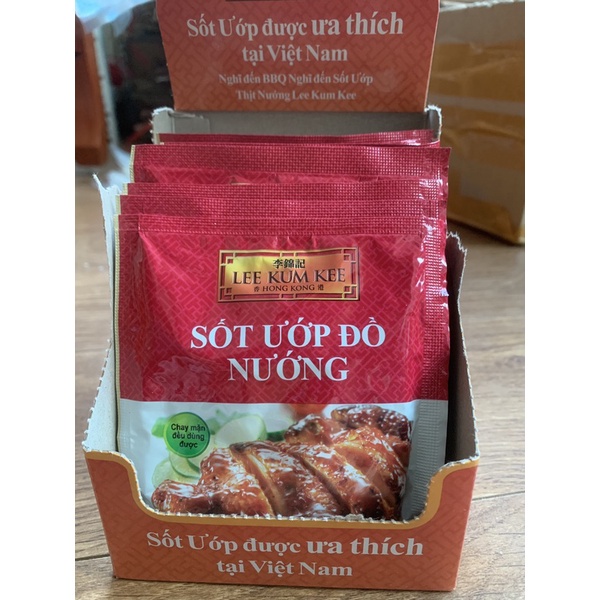 Sốt Ướp được ưa thích
tại Việt Nam
Nghĩ đến BBQ Nghĩ đến Sốt Ướp
Thịt Nướng Lee Kum Kee
李錦記
LEE KUM KEE
香 HONG KONG 港
SỐT ƯỚP ĐỒ
NƯỚNG
Chay mặn
đều dùng
được
Sốt Ướp được ưa thích
tại Việt Nam